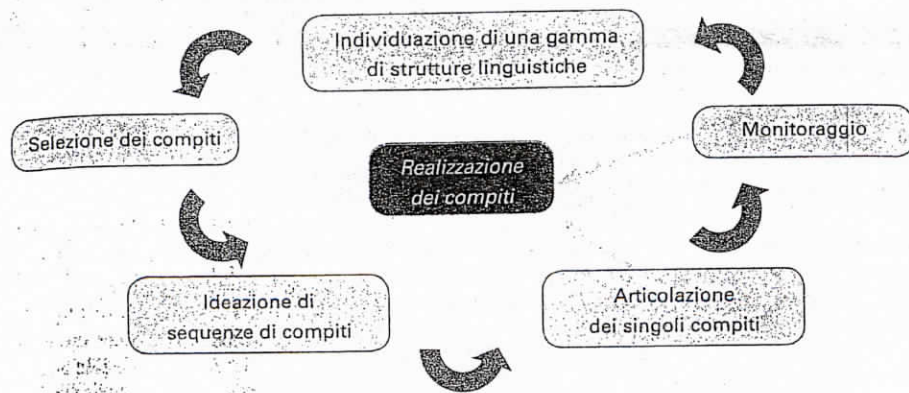 Individuazione di una gamma
di strutture linguistiche
Selezione dei compiti
Monitoraggio
Realizzazione
dei compiti
Ideazione di
sequenze di compiti
Articolazione
dei singoli compiti